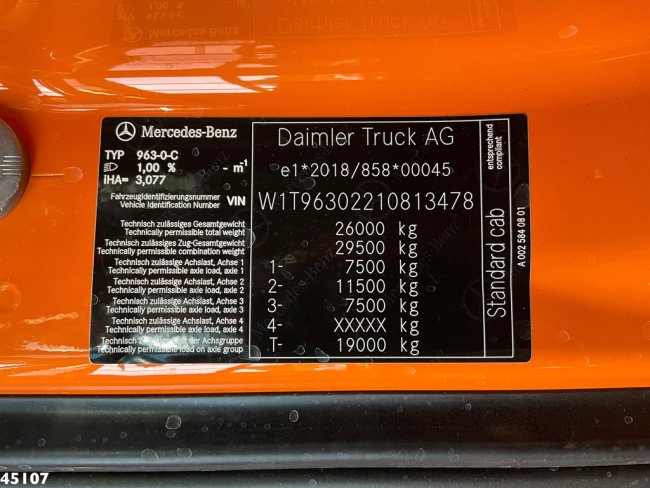 Mercedes-Benz
Daimler Truck AG
TYP 963-0-C
1,00 % - m-1
iHA= 3,077
e1*2018/858*00045
Fahrzeugidentifizierungsnummer
Vehicle Identification Number VIN W1T96302210813478
Technisch zulässiges Gesamtgewicht
Technically permissible total weight 26000 kg
Technisch zulässiges Zug-Gesamtgewicht
Technically permissible combination weight 29500 kg
Technisch zulässige Achslast, Achse 1
Technically permissible axle load, axle 1 1- 7500 kg
Technisch zulässige Achslast, Achse 2
Technically permissible axle load, axle 2 2- 11500 kg
Technisch zulässige Achslast, Achse 3
Technically permissible axle load, axle 3 3- 7500 kg
Technisch zulässige Achslast, Achse 4
Technically permissible axle load, axle 4 4- XXXXX kg
Technisch zulässige Last der Achsgruppe
Technically permissible load on axle group T- 19000 kg
entsprechend
compliant
Standard cab
A 002 584 08 01
45107